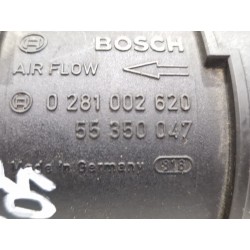 BOSCH
AIR FLOW
0 281 002 620
55 350 047
Made in Germany